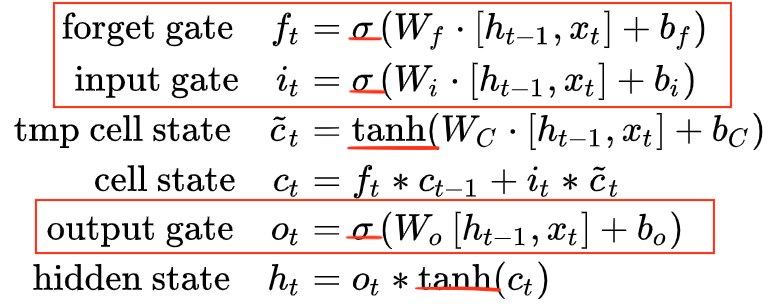 forget gate f_t = σ(W_f · [h_{t−1}, x_t] + b_f)
input gate i_t = σ(W_i · [h_{t−1}, x_t] + b_i)
tmp cell state c̃_t = tanh(W_C · [h_{t−1}, x_t] + b_C)
cell state c_t = f_t * c_{t−1} + i_t * c̃_t
output gate o_t = σ(W_o [h_{t−1}, x_t] + b_o)
hidden state h_t = o_t * tanh(c_t)